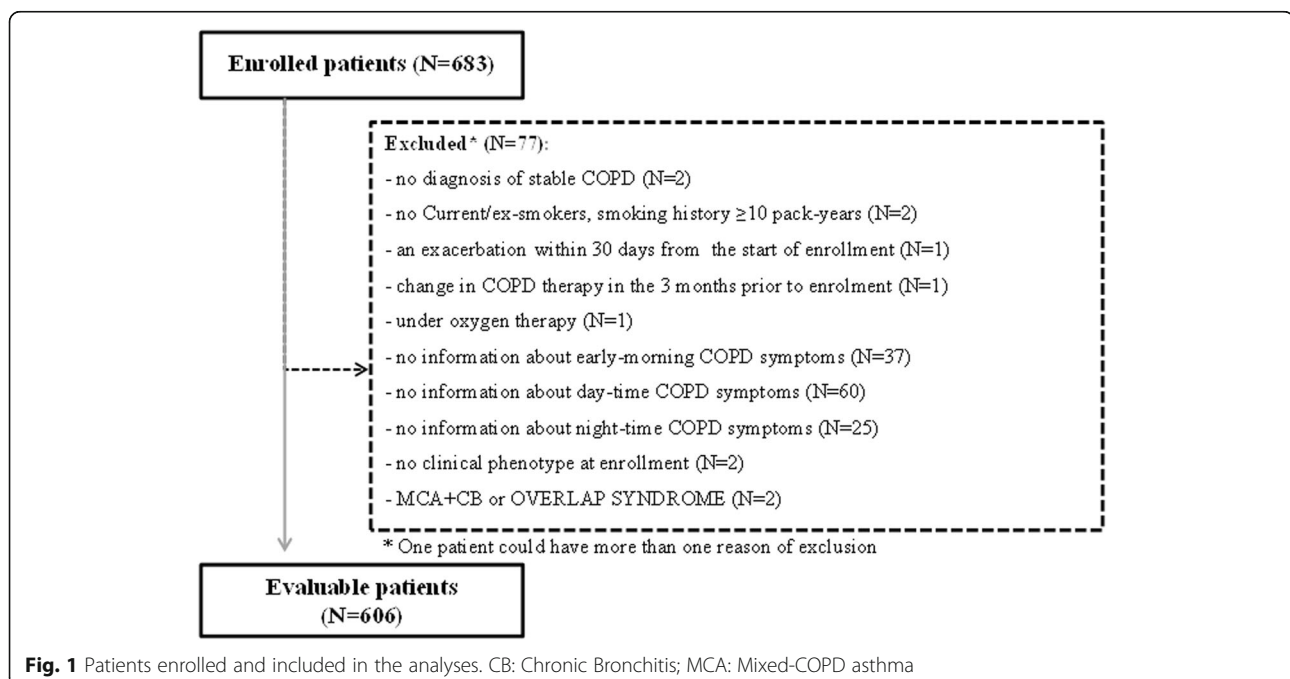 Enrolled patients (N=683)
Excluded* (N=77):
- no diagnosis of stable COPD (N=2)
- no Current/ex-smokers, smoking history ≥10 pack-years (N=2)
- an exacerbation within 30 days from the start of enrollment (N=1)
- change in COPD therapy in the 3 months prior to enrolment (N=1)
- under oxygen therapy (N=1)
- no information about early-morning COPD symptoms (N=37)
- no information about day-time COPD symptoms (N=60)
- no information about night-time COPD symptoms (N=25)
- no clinical phenotype at enrollment (N=2)
- MCA+CB or OVERLAP SYNDROME (N=2)
* One patient could have more than one reason of exclusion
Evaluable patients
(N=606)
Fig. 1 Patients enrolled and included in the analyses. CB: Chronic Bronchitis; MCA: Mixed-COPD asthma